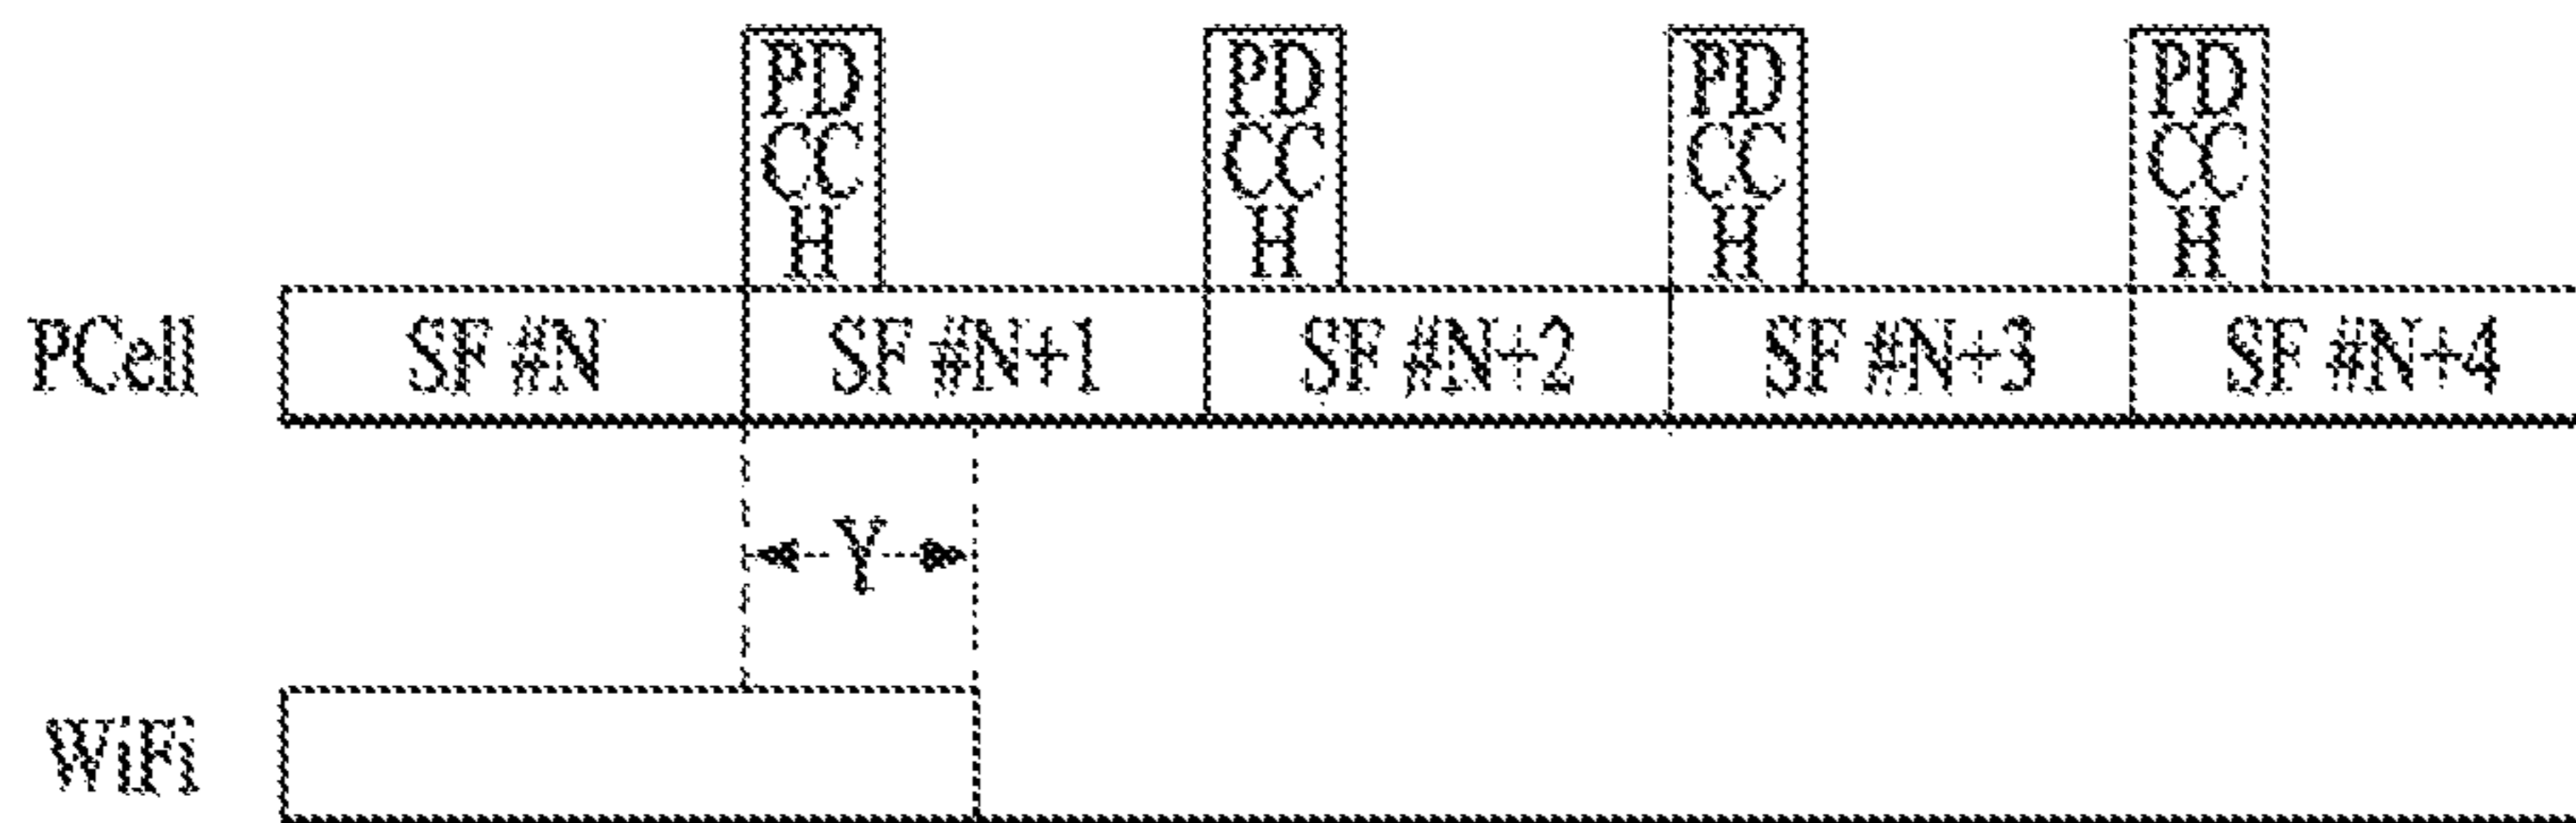 PD
CC
H
PD
CC
H
PD
CC
H
PD
CC
H
PCell
SF #N
SF #N+1
SF #N+2
SF #N+3
SF #N+4
Y
WiFi